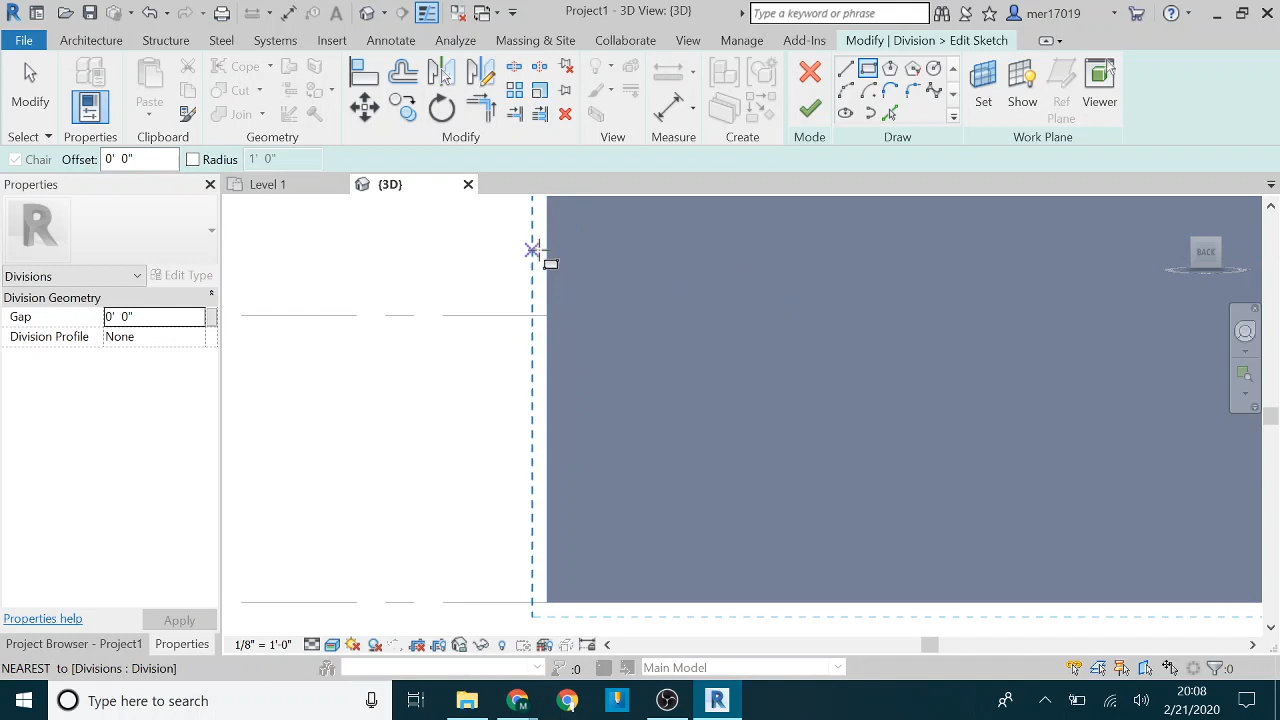 Project1 - 3D View: {3D}
Type a keyword or phrase
mer17019
File
Architecture
Structure
Steel
Systems
Insert
Annotate
Analyze
Massing & Site
Collaborate
View
Manage
Add-Ins
Modify | Division > Edit Sketch
Modify
Paste
Cope
Cut
Join
Set
Show
Ref
Plane
Viewer
Select
Properties
Clipboard
Geometry
Modify
View
Measure
Create
Mode
Draw
Work Plane
Chain
Offset: 0' 0"
Radius
1' 0"
Properties
Level 1
{3D}
R
Divisions
Edit Type
Division Geometry
Gap
0' 0"
Division Profile
None
BACK
Properties help
Apply
Project Browser - Project1
Properties
1/8" = 1'-0"
NEAREST to [Divisions : Division]
:0
Main Model
:0
Type here to search
20:08
2/21/2020